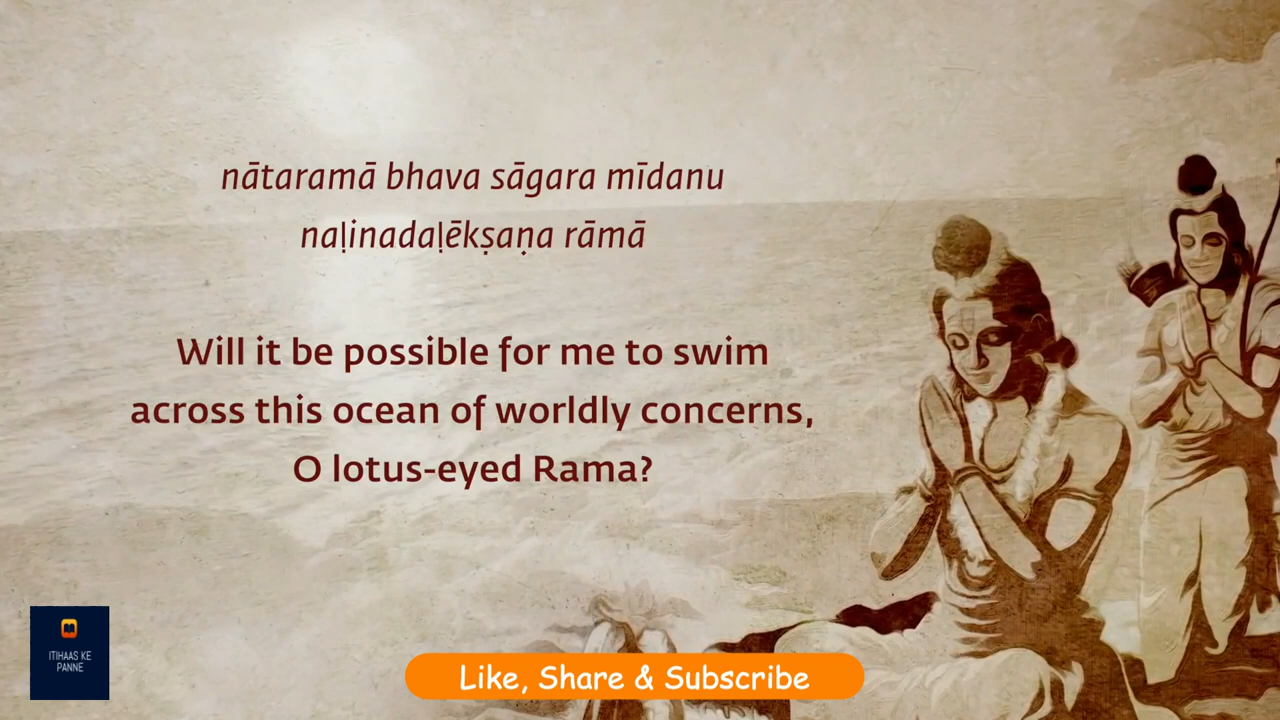 nātaramā bhava sāgara mīdanu
naḷinadaḷēkṣaṇa rāmā
Will it be possible for me to swim
across this ocean of worldly concerns,
O lotus-eyed Rama?
ITIHAAS KE
PANNE
Like, Share & Subscribe